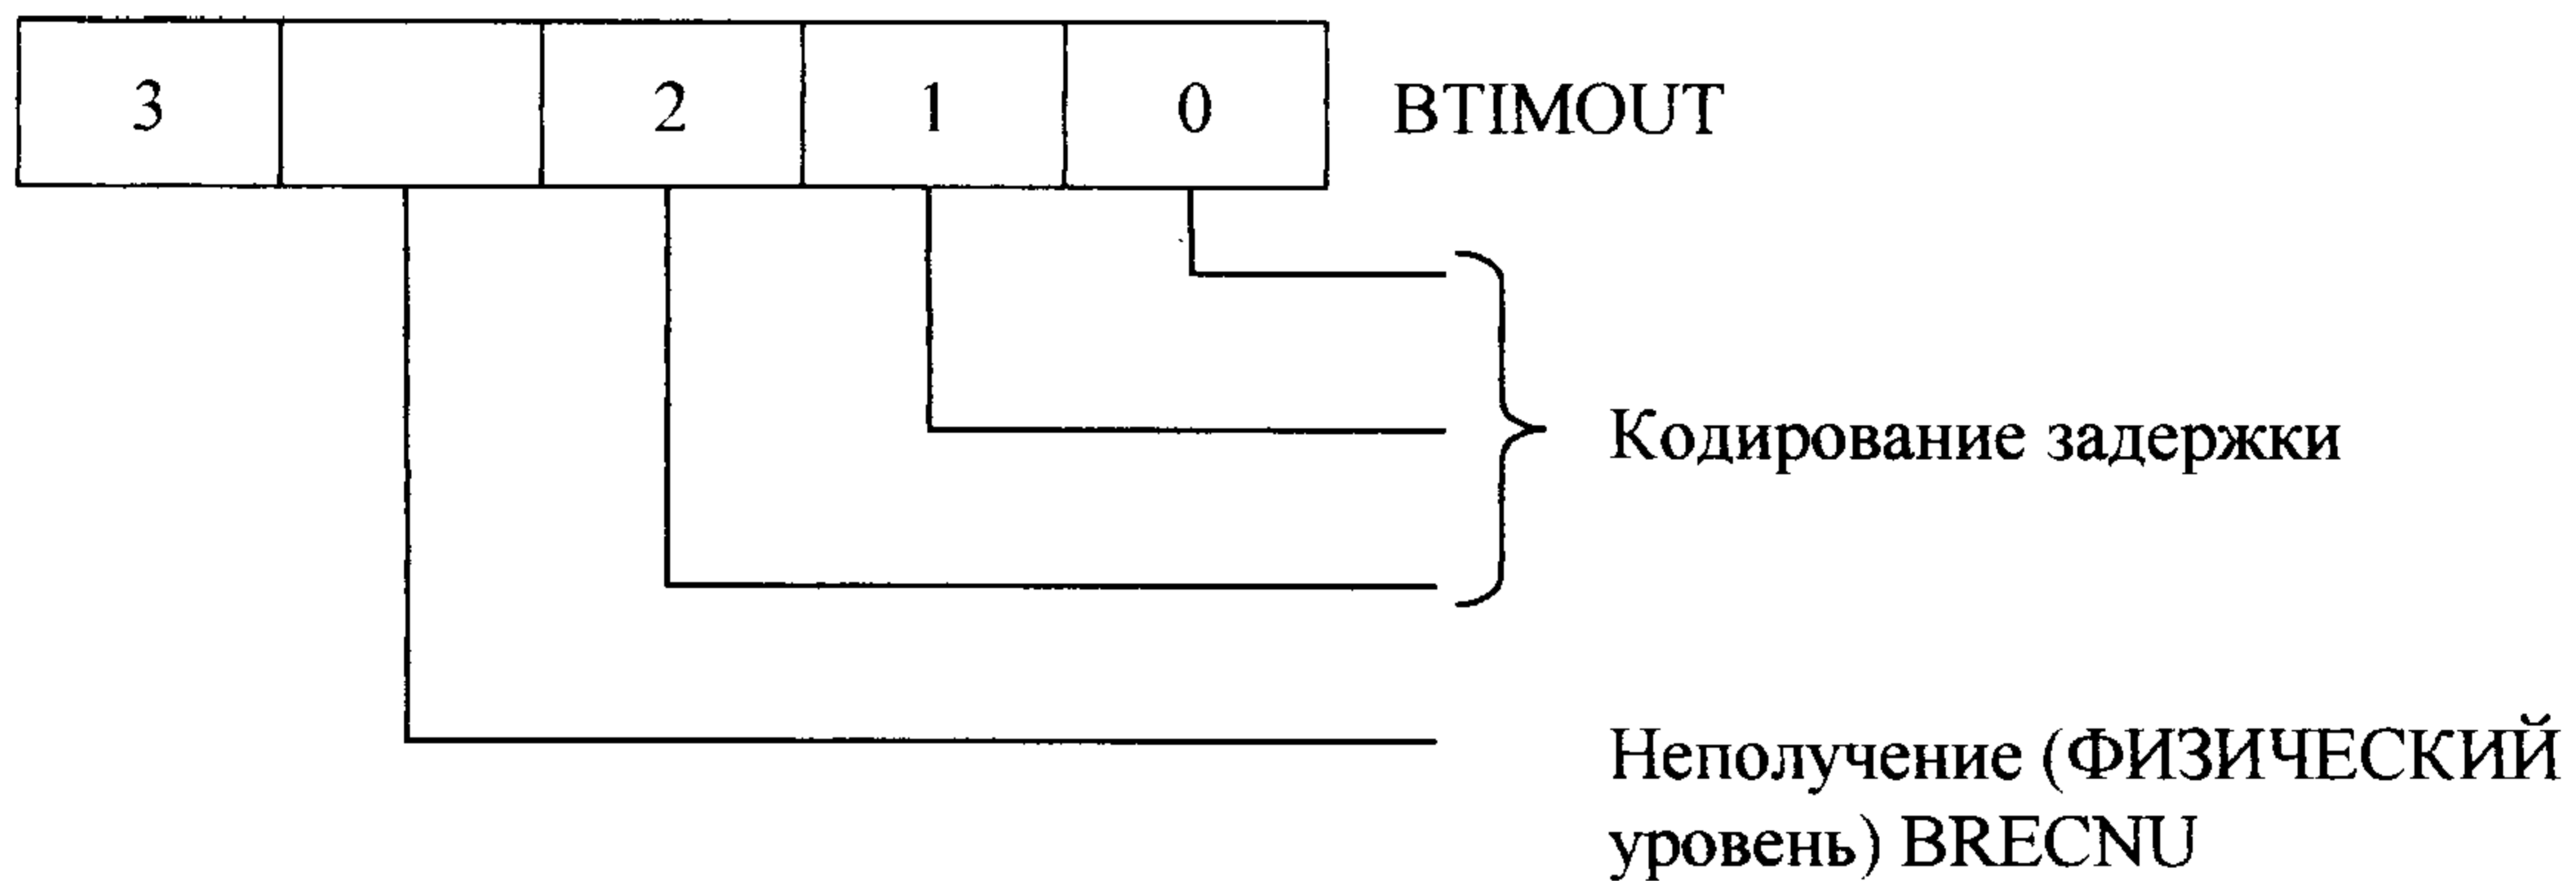 3 2 1 0 BTIMOUT
Кодирование задержки
Неполучение (ФИЗИЧЕСКИЙ
уровень) BRECNU